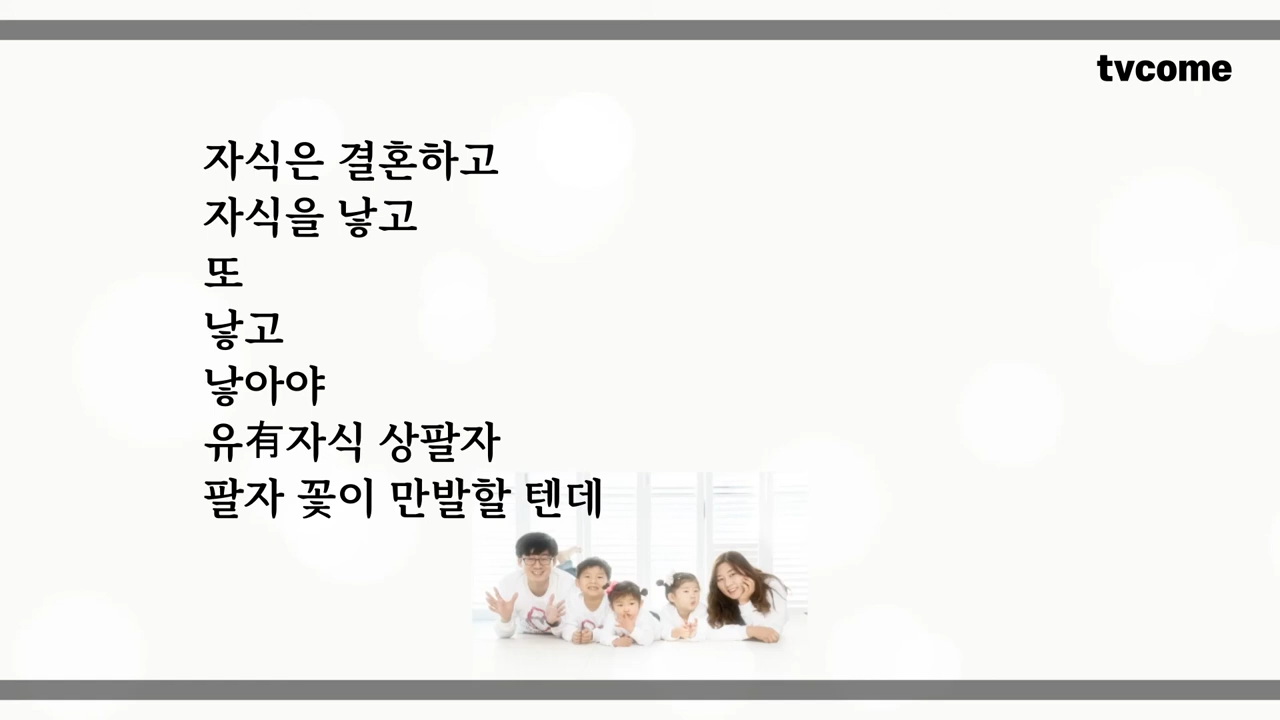 tvcome
자식은 결혼하고
자식을 낳고
또
낳고
낳아야
유有자식 상팔자
팔자 꽃이 만발할 텐데